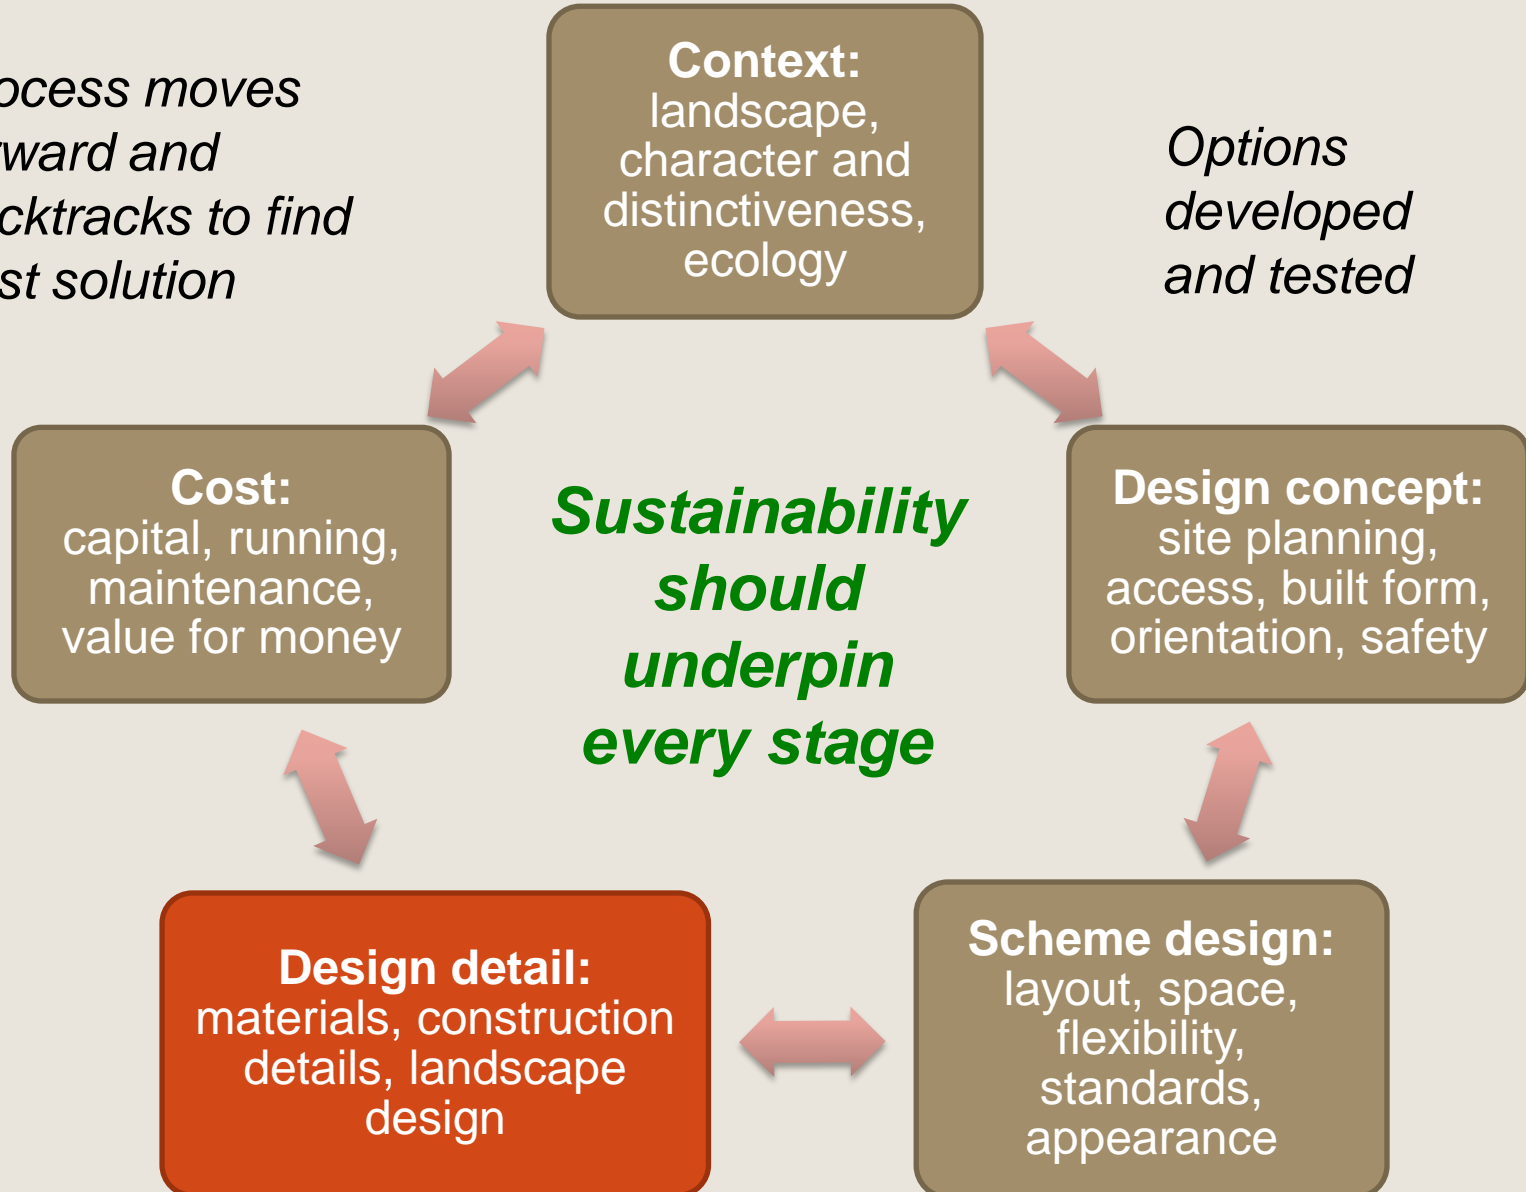 ocess moves
ward and
cktracks to find
st solution
Context:
landscape,
character and
distinctiveness,
ecology
Options
developed
and tested
Cost:
capital, running,
maintenance,
value for money
Sustainability
should
underpin
every stage
Design concept:
site planning,
access, built form,
orientation, safety
Design detail:
materials, construction
details, landscape
design
Scheme design:
layout, space,
flexibility,
standards,
appearance